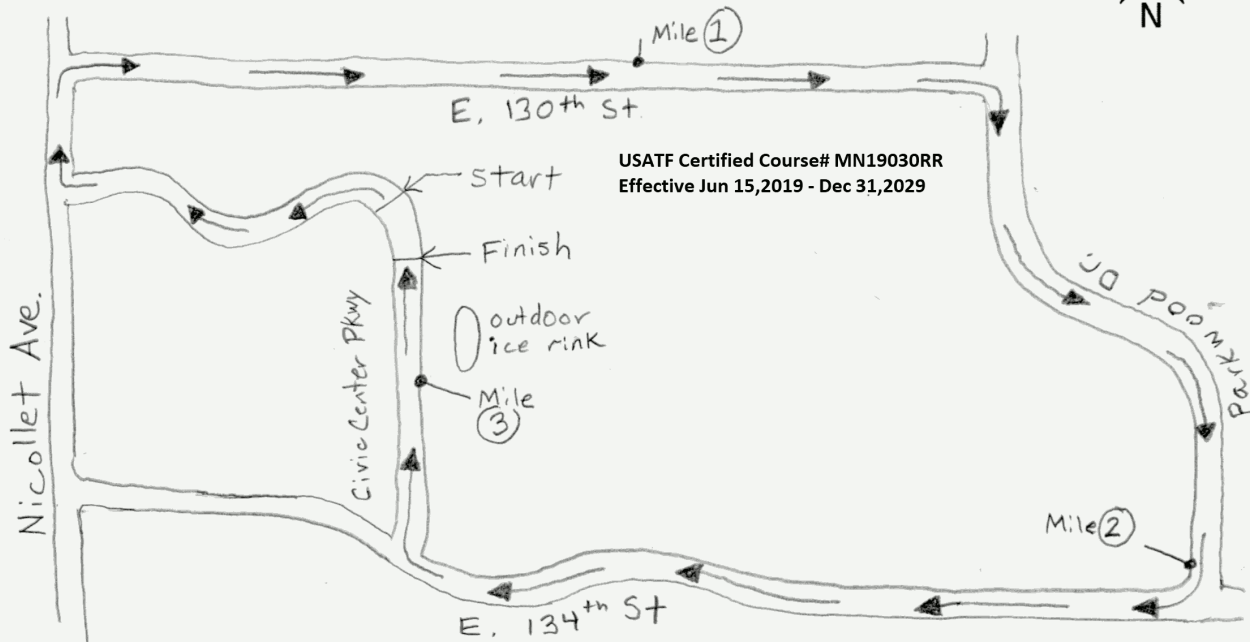 N
Mile 1
E. 130th St.
USATF Certified Course# MN19030RR
Effective Jun 15,2019 - Dec 31,2029
Start
Finish
Parkwood Dr
Nicollet Ave.
Civic Center Pkwy
outdoor
ice rink
Mile
3
Mile 2
E. 134th St